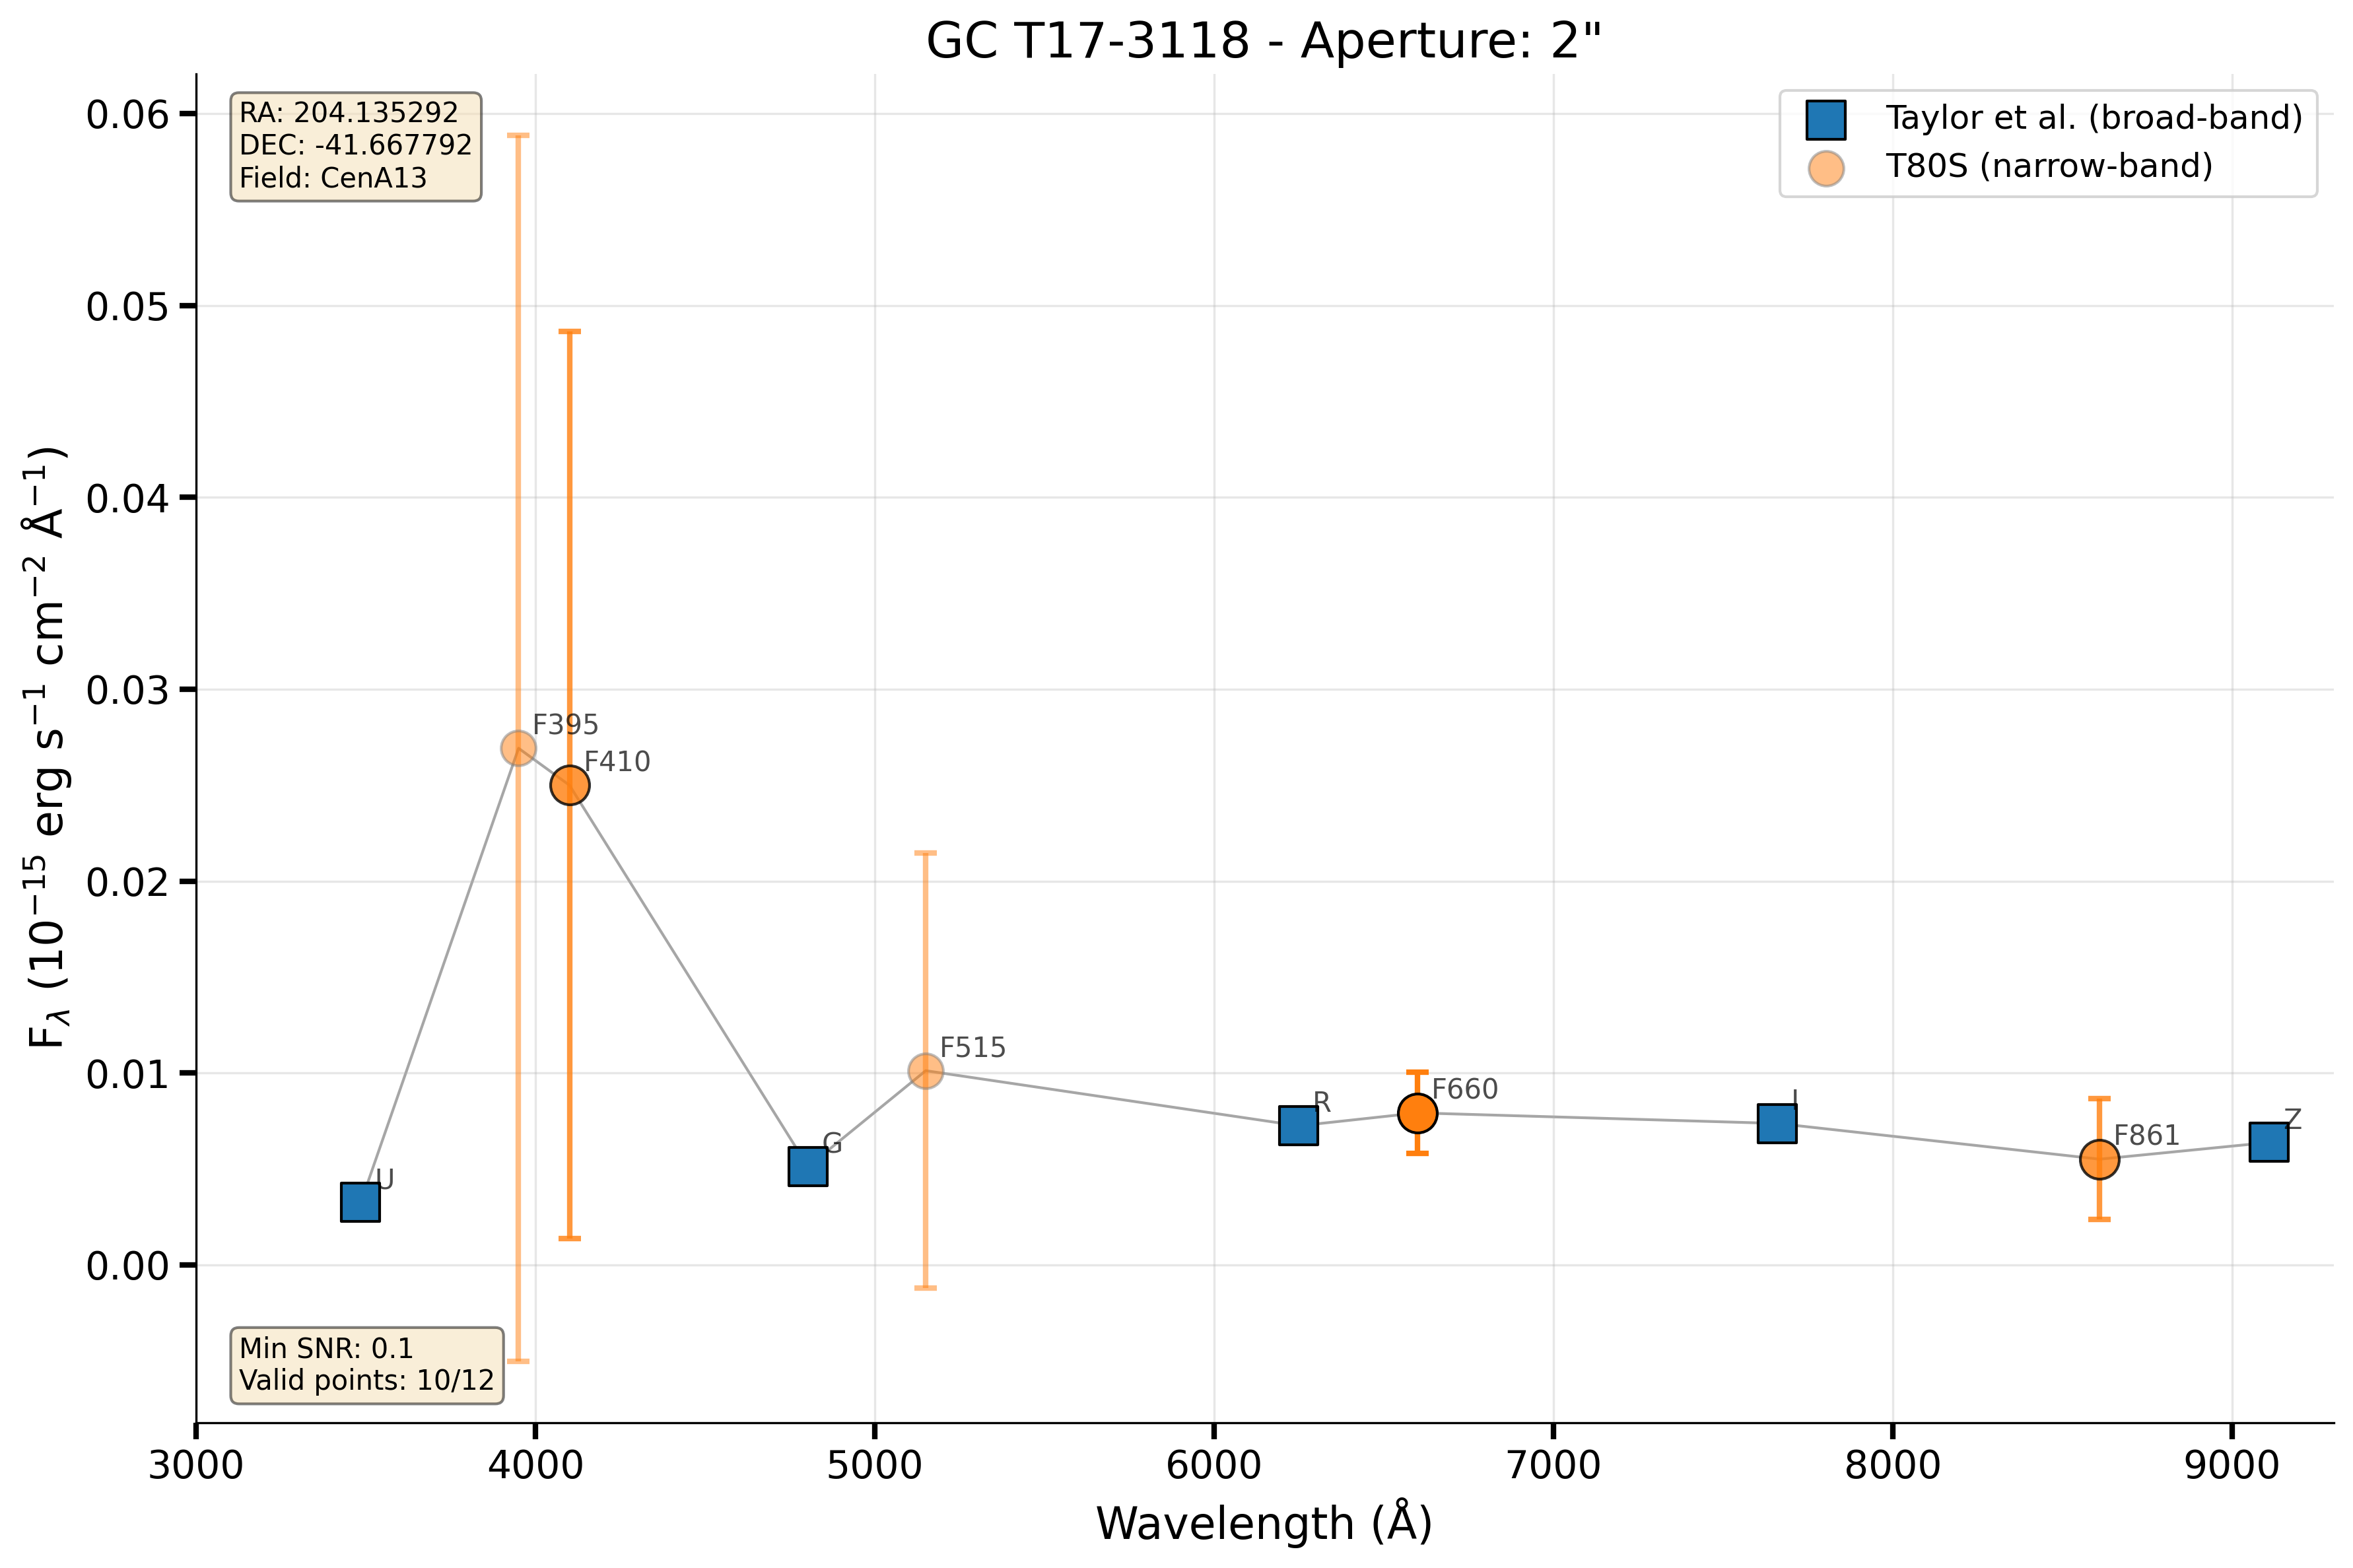 GC T17-3118 - Aperture: 2"
RA: 204.135292
DEC: -41.667792
Field: CenA13
Taylor et al. (broad-band)
T80S (narrow-band)
0.06
0.05
0.04
0.03
0.02
0.01
0.00
F_λ (10⁻¹⁵ erg s⁻¹ cm⁻² Å⁻¹)
F395
F410
F515
F660
R
I
Z
F861
G
U
Min SNR: 0.1
Valid points: 10/12
3000 4000 5000 6000 7000 8000 9000
Wavelength (Å)